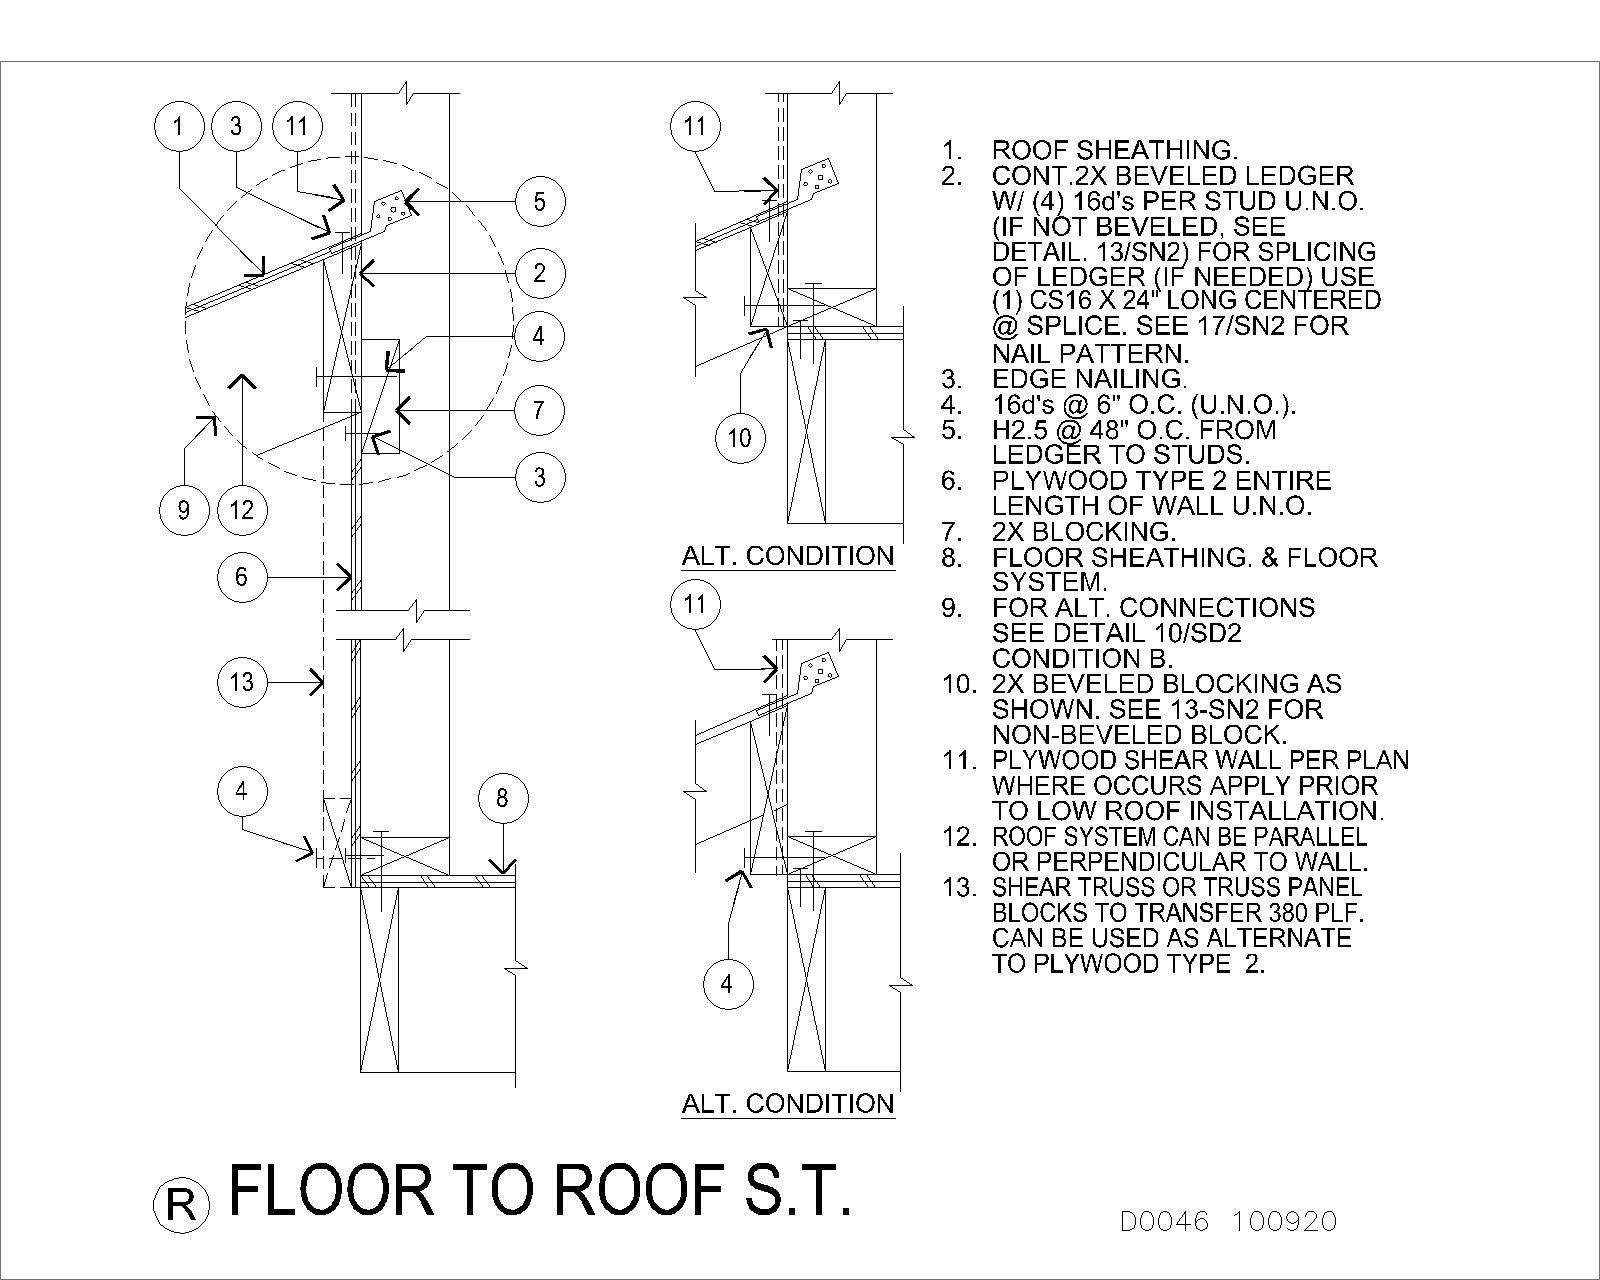 1 3 11
5
2
4
7
3
9 12
6
13
4
8
11
10
ALT. CONDITION
11
4
ALT. CONDITION
1. ROOF SHEATHING.
2. CONT.2X BEVELED LEDGER
W/ (4) 16d's PER STUD U.N.O.
(IF NOT BEVELED, SEE
DETAIL. 13/SN2) FOR SPLICING
OF LEDGER (IF NEEDED) USE
(1) CS16 X 24" LONG CENTERED
@ SPLICE. SEE 17/SN2 FOR
NAIL PATTERN.
3. EDGE NAILING.
4. 16d's @ 6" O.C. (U.N.O.).
5. H2.5 @ 48" O.C. FROM
LEDGER TO STUDS.
6. PLYWOOD TYPE 2 ENTIRE
LENGTH OF WALL U.N.O.
7. 2X BLOCKING.
8. FLOOR SHEATHING. & FLOOR
SYSTEM.
9. FOR ALT. CONNECTIONS
SEE DETAIL 10/SD2
CONDITION B.
10. 2X BEVELED BLOCKING AS
SHOWN. SEE 13-SN2 FOR
NON-BEVELED BLOCK.
11. PLYWOOD SHEAR WALL PER PLAN
WHERE OCCURS APPLY PRIOR
TO LOW ROOF INSTALLATION.
12. ROOF SYSTEM CAN BE PARALLEL
OR PERPENDICULAR TO WALL.
13. SHEAR TRUSS OR TRUSS PANEL
BLOCKS TO TRANSFER 380 PLF.
CAN BE USED AS ALTERNATE
TO PLYWOOD TYPE 2.
R FLOOR TO ROOF S.T.
D0046 100920